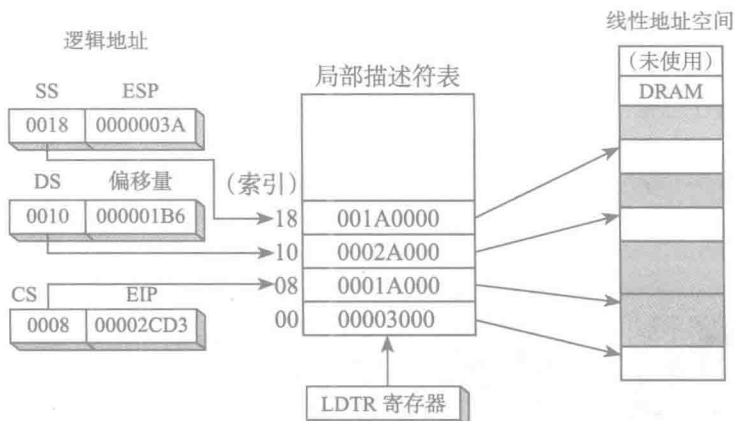 线性地址空间
逻辑地址
(未使用)
局部描述符表
DRAM
SS ESP
0018 0000003A
DS 偏移量 (索引)
0010 000001B6
18 001A0000
10 0002A000
CS EIP
08 0001A000
0008 00002CD3
00 00003000
LDTR 寄存器